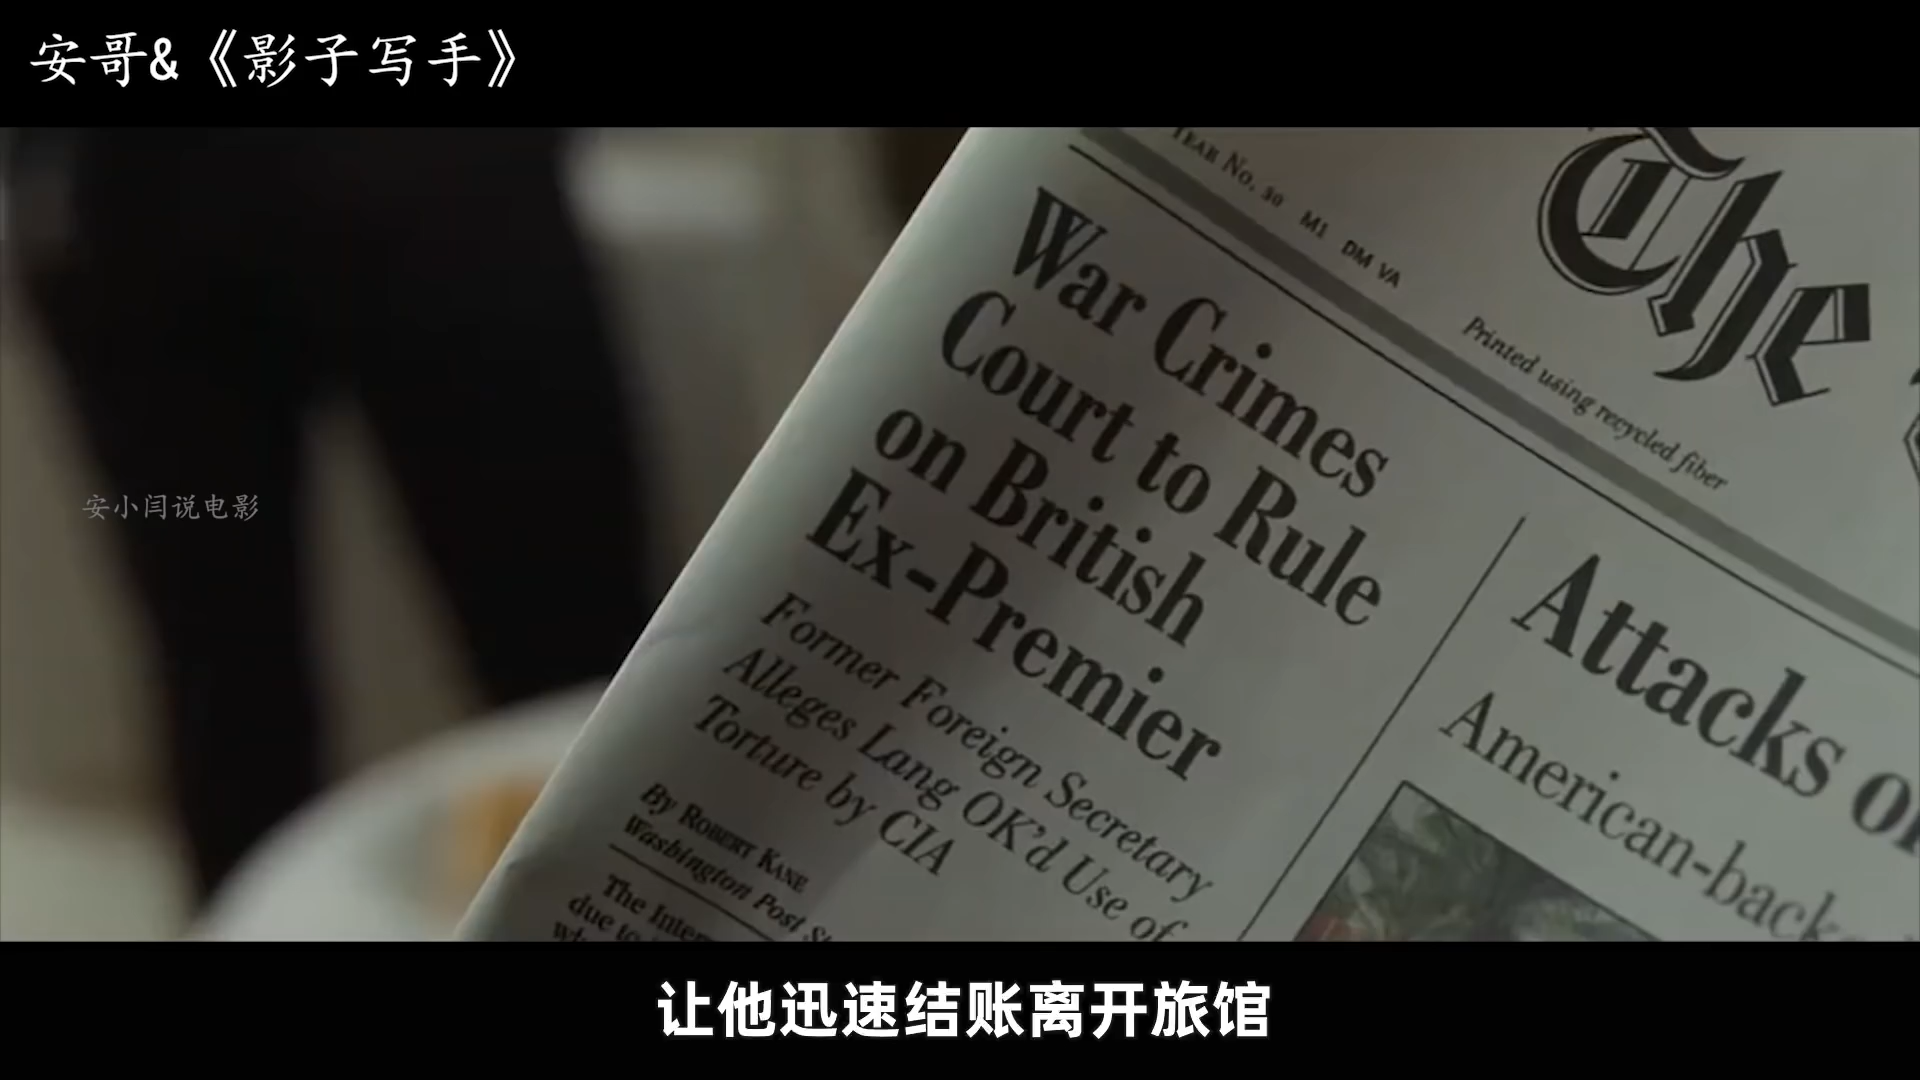 安哥&《影子写手》
YEAR No. 30 M1 DM VA
The
Printed using recycled fiber
War Crimes
Court to Rule
on British
Ex-Premier
Former Foreign Secretary
Alleges Lang OK'd Use of
Torture by CIA
By ROBERT KANE
Washington Post
The
due to
Attacks
American-back
安小闫说电影
让他迅速结账离开旅馆